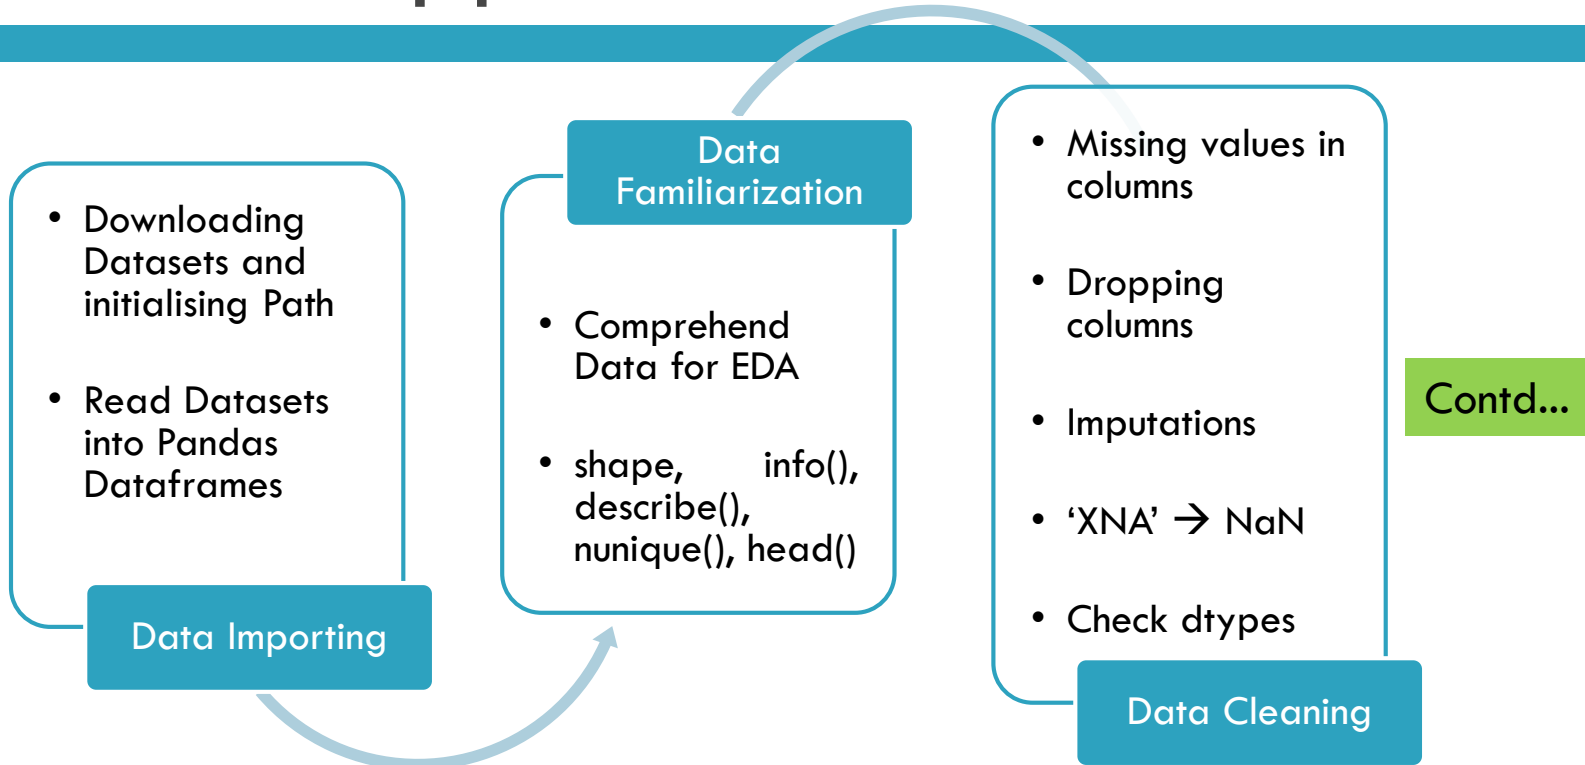 • Downloading
Datasets and
initialising Path
• Read Datasets
into Pandas
Dataframes
Data Importing
Data
Familiarization
• Comprehend
Data for EDA
• shape, info(),
describe(),
nunique(), head()
• Missing values in
columns
• Dropping
columns
• Imputations
• ‘XNA’ → NaN
• Check dtypes
Data Cleaning
Contd...